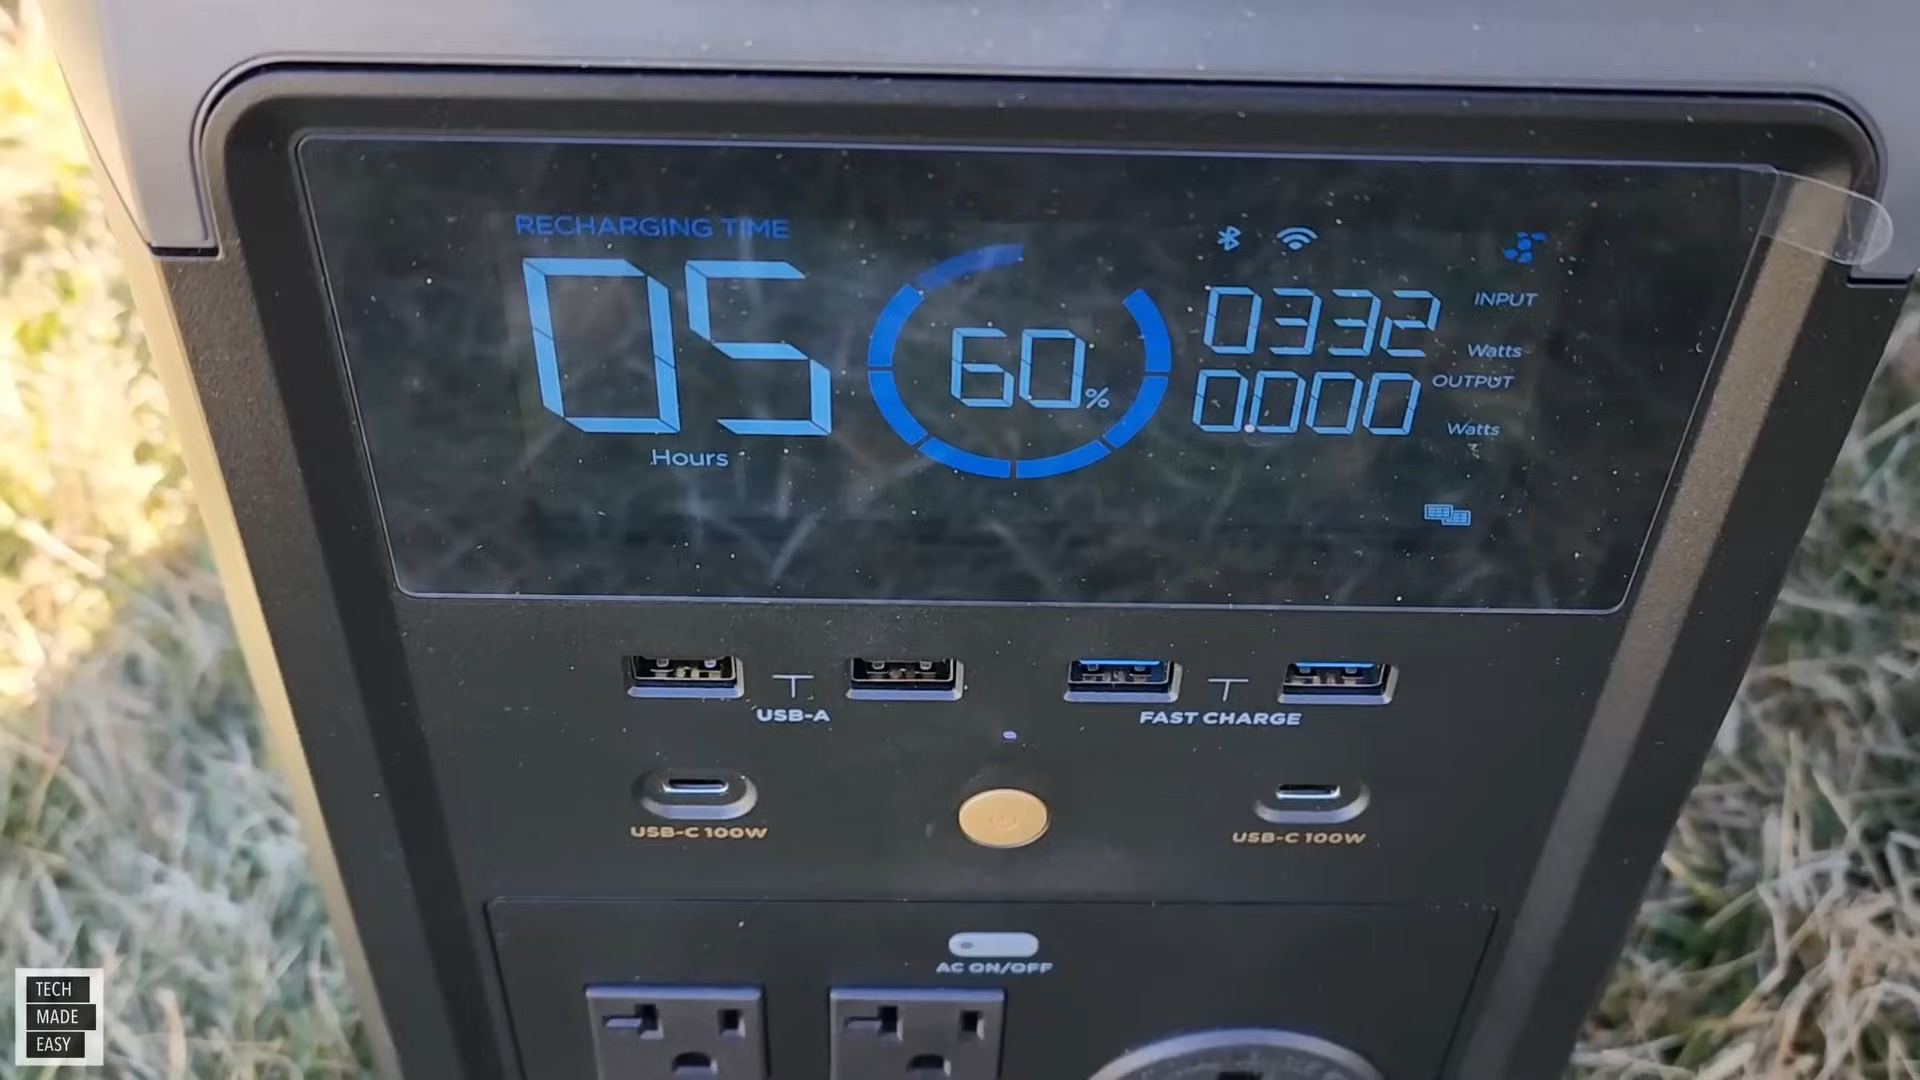 RECHARGING TIME
05
Hours
60%
0332 INPUT
Watts
0.000 OUTPUT
Watts
USB-A
FAST CHARGE
USB-C 100W
USB-C 100W
AC ON/OFF
TECH
MADE
EASY